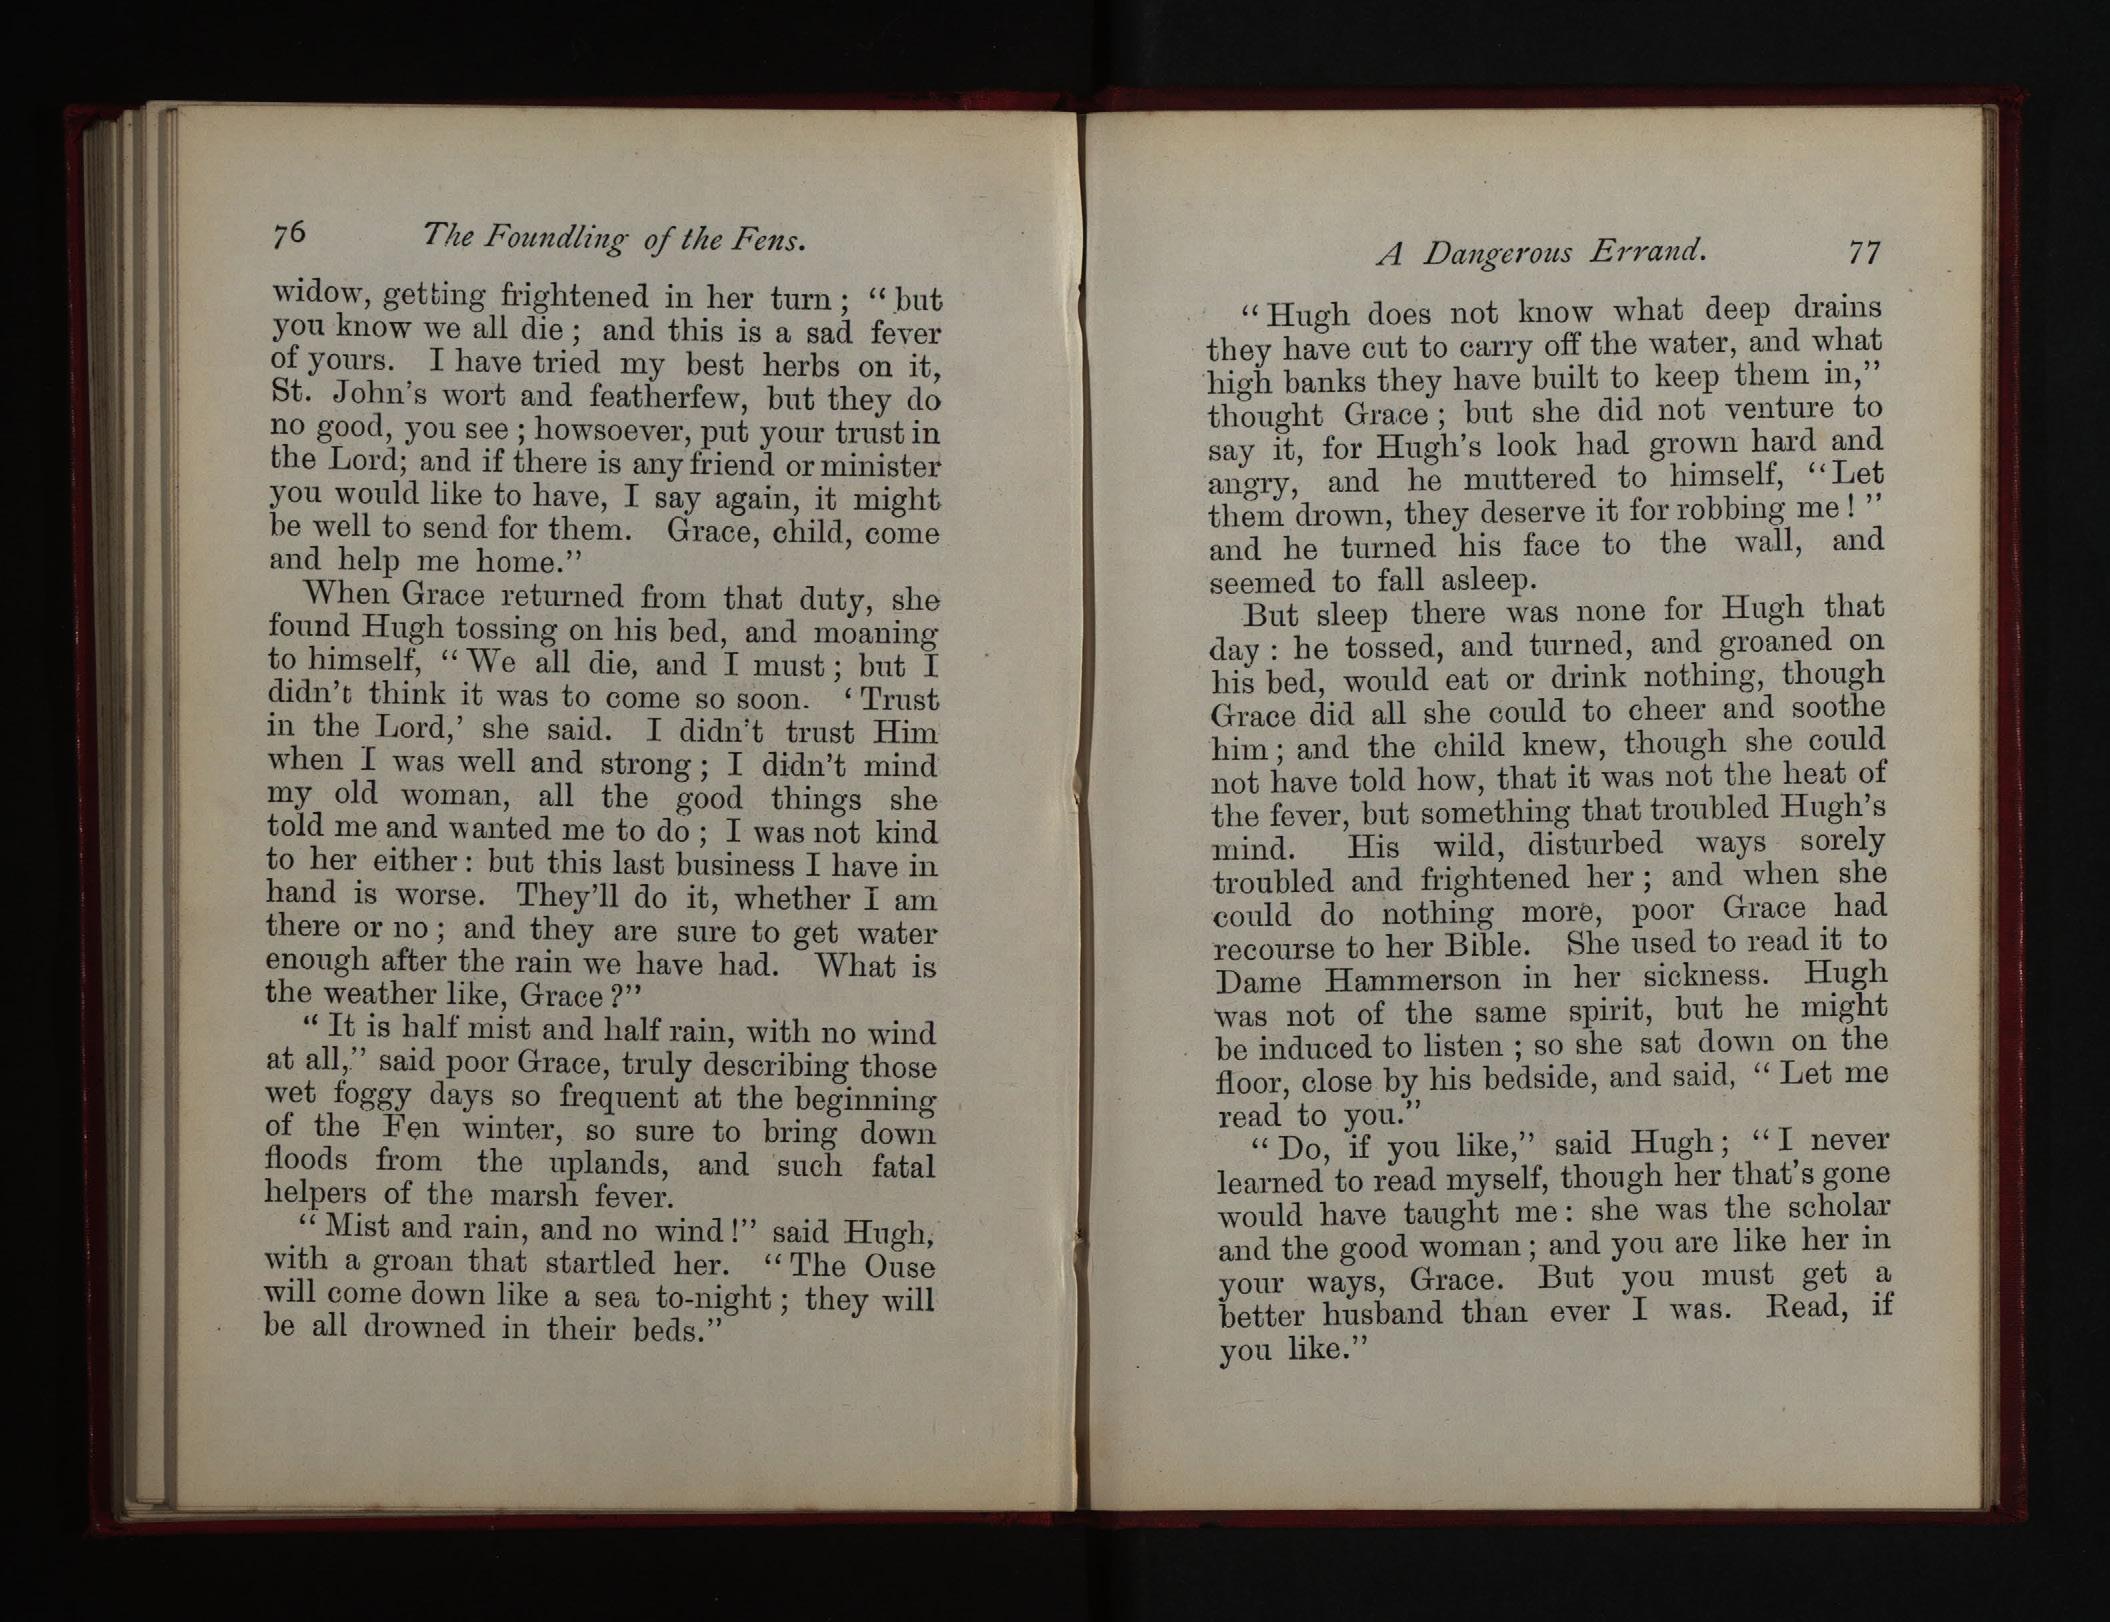 76 The Foundling of the Fens.
widow, getting frightened in her turn; “but
you know we all die; and this is a sad fever
of yours. I have tried my best herbs on it,
St. John’s wort and featherfew, but they do
no good, you see; howsoever, put your trust in
the Lord; and if there is any friend or minister
you would like to have, I say again, it might
be well to send for them. Grace, child, come
and help me home.”
When Grace returned from that duty, she
found Hugh tossing on his bed, and moaning
to himself, “We all die, and I must; but I
didn’t think it was to come so soon. ‘Trust
in the Lord,’ she said. I didn’t trust Him
when I was well and strong; I didn’t mind
my old woman, all the good things she
told me and wanted me to do; I was not kind
to her either: but this last business I have in
hand is worse. They’ll do it, whether I am
there or no; and they are sure to get water
enough after the rain we have had. What is
the weather like, Grace?”
“It is half mist and half rain, with no wind
at all,” said poor Grace, truly describing those
wet foggy days so frequent at the beginning
of the Fen winter, so sure to bring down
floods from the uplands, and such fatal
helpers of the marsh fever.
“Mist and rain, and no wind!” said Hugh,
with a groan that startled her. “The Ouse
will come down like a sea to-night; they will
be all drowned in their beds.”
A Dangerous Errand. 77
“Hugh does not know what deep drains
they have cut to carry off the water, and what
high banks they have built to keep them in,”
thought Grace; but she did not venture to
say it, for Hugh’s look had grown hard and
angry, and he muttered to himself, “Let
them drown, they deserve it for robbing me!”
and he turned his face to the wall, and
seemed to fall asleep.
But sleep there was none for Hugh that
day: he tossed, and turned, and groaned on
his bed, would eat or drink nothing, though
Grace did all she could to cheer and soothe
him; and the child knew, though she could
not have told how, that it was not the heat of
the fever, but something that troubled Hugh’s
mind. His wild, disturbed ways sorely
troubled and frightened her; and when she
could do nothing more, poor Grace had
recourse to her Bible. She used to read it to
Dame Hammerson in her sickness. Hugh
was not of the same spirit, but he might
be induced to listen; so she sat down on the
floor, close by his bedside, and said, “Let me
read to you.”
“Do, if you like,” said Hugh; “I never
learned to read myself, though her that’s gone
would have taught me: she was the scholar
and the good woman; and you are like her in
your ways, Grace. But you must get a
better husband than ever I was. Read, if
you like.”